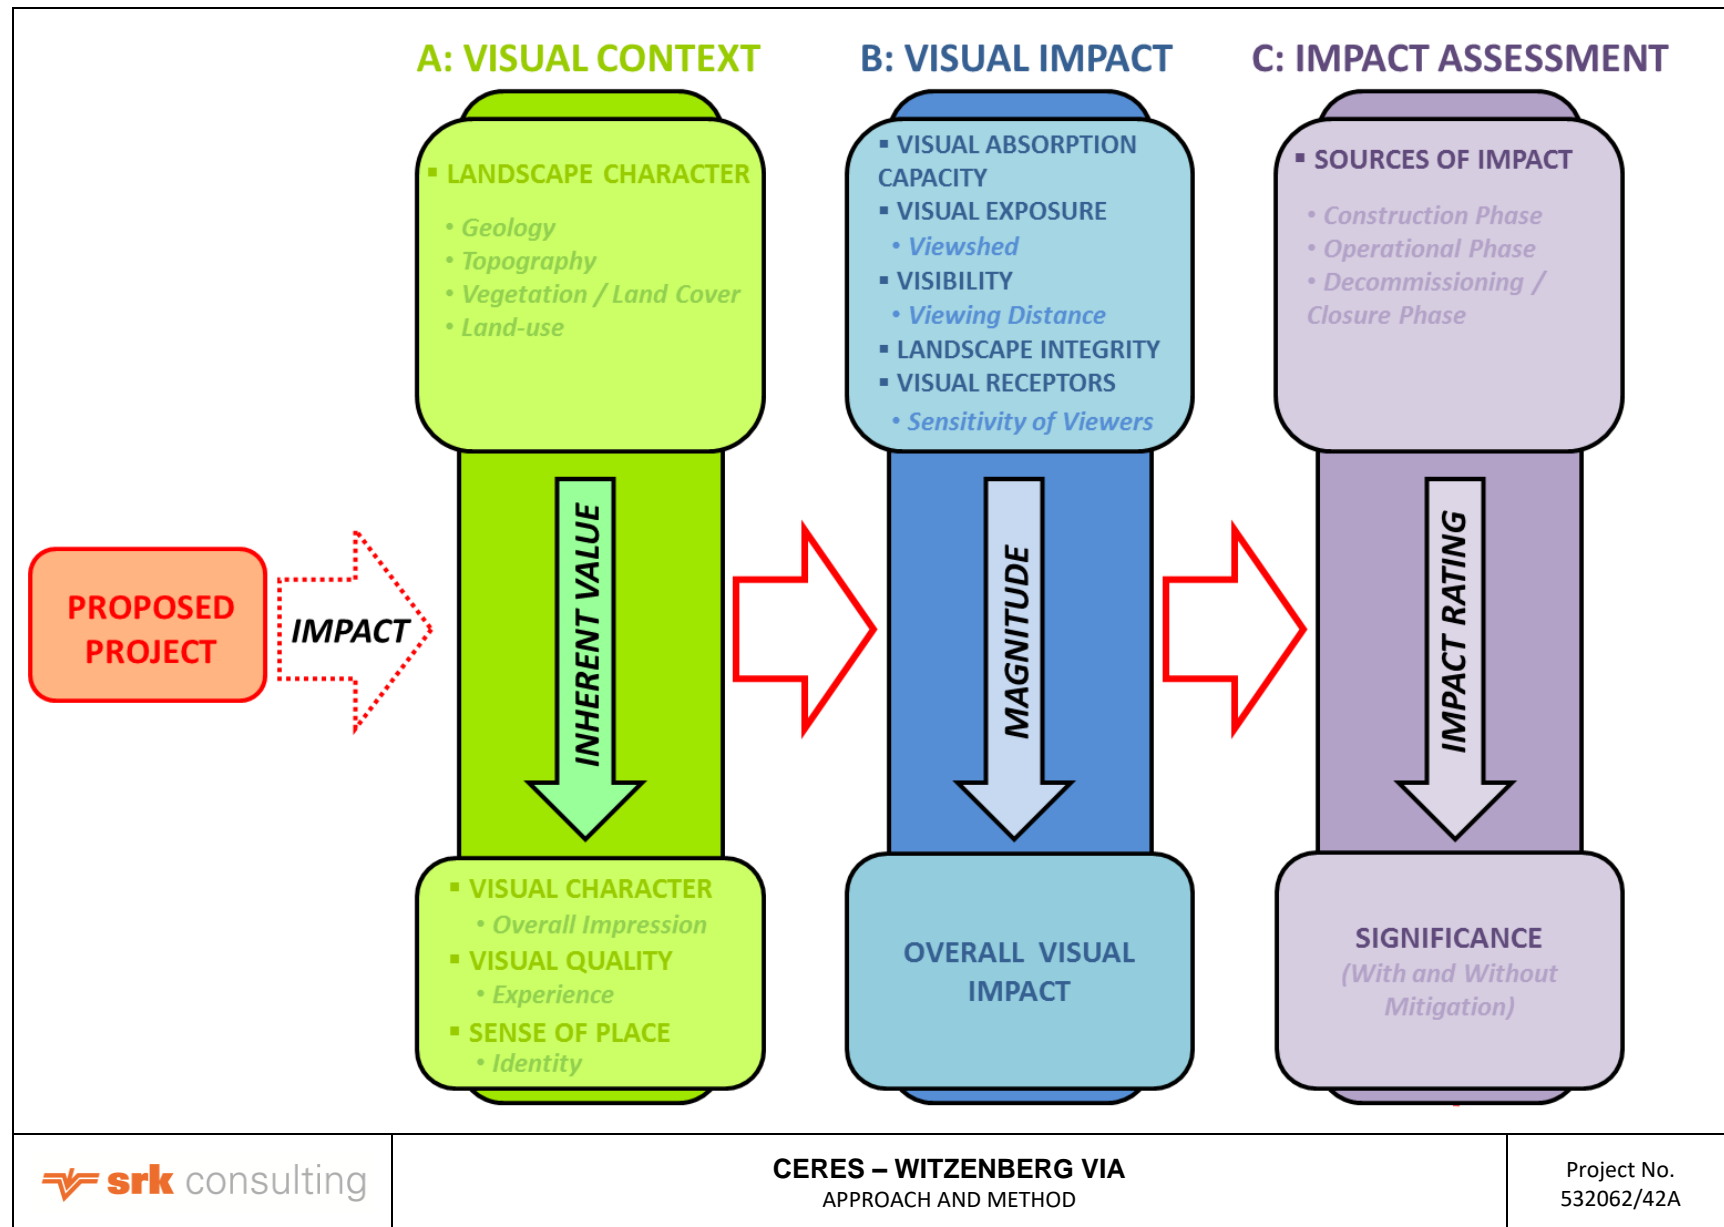 A: VISUAL CONTEXT
▪ LANDSCAPE CHARACTER
• Geology
• Topography
• Vegetation / Land Cover
• Land-use
INHERENT VALUE
▪ VISUAL CHARACTER
• Overall Impression
▪ VISUAL QUALITY
• Experience
▪ SENSE OF PLACE
• Identity
B: VISUAL IMPACT
▪ VISUAL ABSORPTION
CAPACITY
▪ VISUAL EXPOSURE
• Viewshed
▪ VISIBILITY
• Viewing Distance
▪ LANDSCAPE INTEGRITY
▪ VISUAL RECEPTORS
• Sensitivity of Viewers
MAGNITUDE
OVERALL VISUAL
IMPACT
C: IMPACT ASSESSMENT
▪ SOURCES OF IMPACT
• Construction Phase
• Operational Phase
• Decommissioning /
Closure Phase
IMPACT RATING
SIGNIFICANCE
(With and Without
Mitigation)
PROPOSED
PROJECT
IMPACT
srk consulting
CERES – WITZENBERG VIA
APPROACH AND METHOD
Project No.
532062/42A